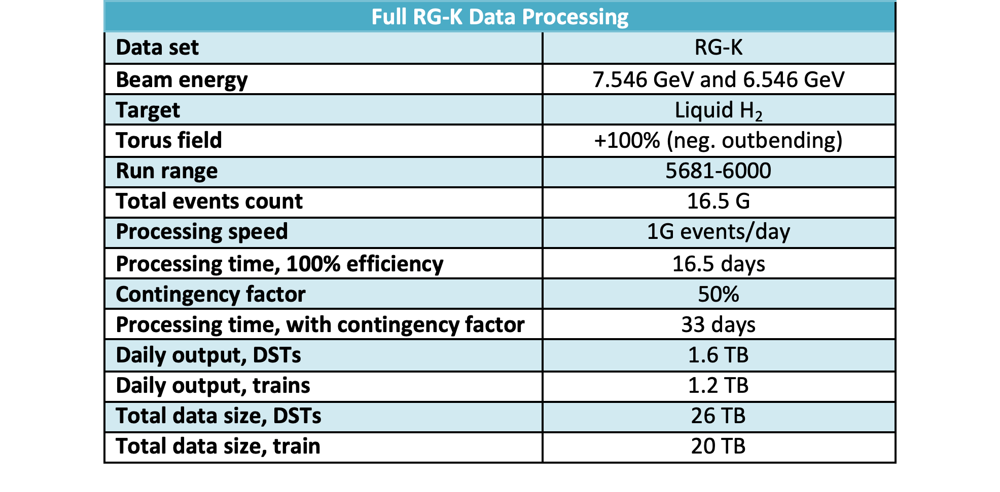 Full RG-K Data Processing
Data set RG-K
Beam energy 7.546 GeV and 6.546 GeV
Target Liquid H₂
Torus field +100% (neg. outbending)
Run range 5681-6000
Total events count 16.5 G
Processing speed 1G events/day
Processing time, 100% efficiency 16.5 days
Contingency factor 50%
Processing time, with contingency factor 33 days
Daily output, DSTs 1.6 TB
Daily output, trains 1.2 TB
Total data size, DSTs 26 TB
Total data size, train 20 TB